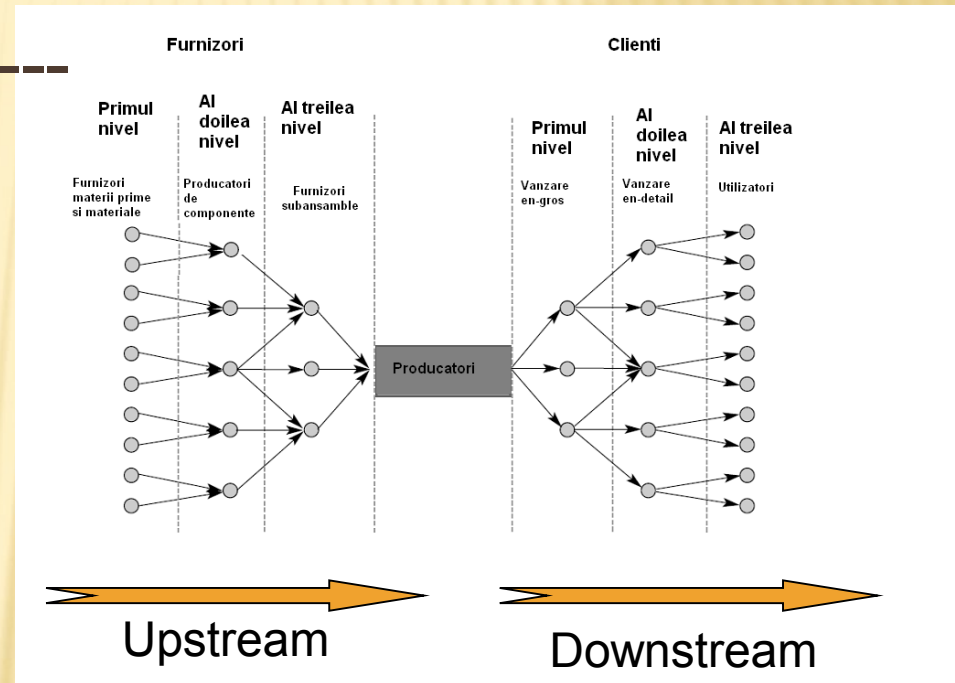 Furnizori
Clienti
Primul
nivel
Al
doilea
nivel
Al treilea
nivel
Primul
nivel
Al
doilea
nivel
Al treilea
nivel
Furnizori
materii prime
si materiale
Producatori
de
componente
Furnizori
subansamble
Vanzare
en-gros
Vanzare
en-detail
Utilizatori
Producatori
Upstream
Downstream